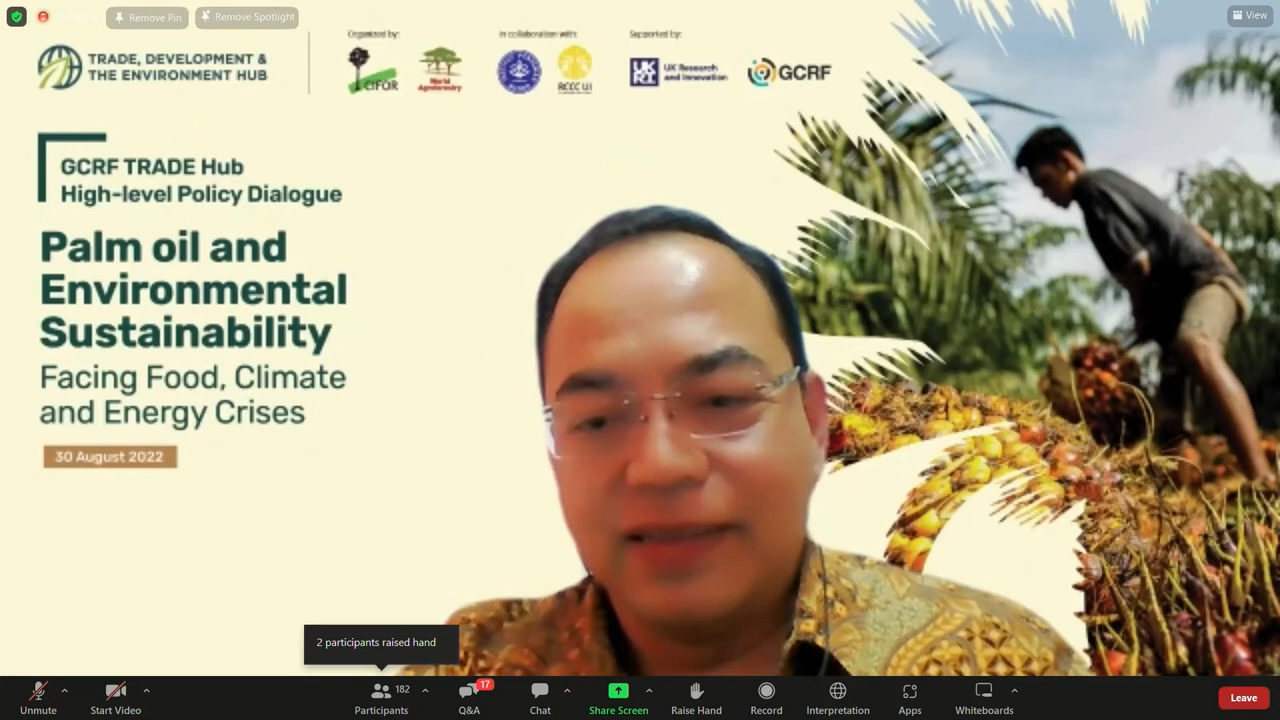 Remove Pin
Remove Spotlight
View
TRADE, DEVELOPMENT &
THE ENVIRONMENT HUB
Organized by:
CIFOR
World
Agroforestry
In collaboration with:
RCCC UI
Supported by:
UK Research
and Innovation
GCRF
GCRF TRADE Hub
High-level Policy Dialogue
Palm oil and
Environmental
Sustainability
Facing Food, Climate
and Energy Crises
30 August 2022
2 participants raised hand
Unmute
Start Video
182
Participants
17
Q&A
Chat
Share Screen
Raise Hand
Record
Interpretation
Apps
Whiteboards
Leave